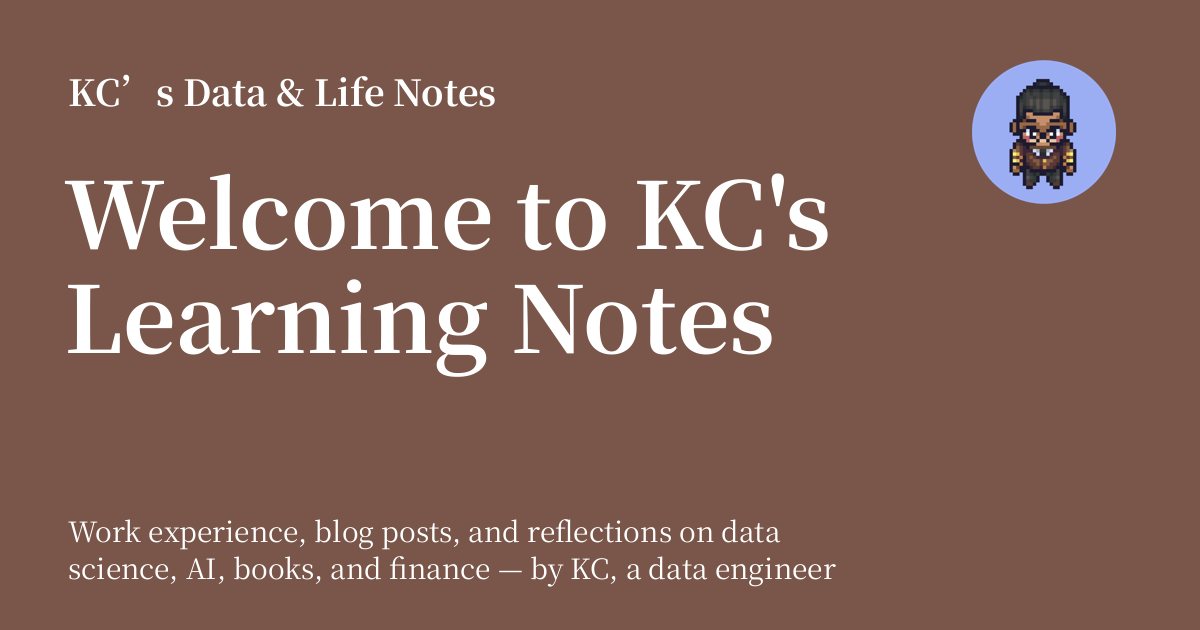 KC’s Data & Life Notes
Welcome to KC's
Learning Notes
Work experience, blog posts, and reflections on data
science, AI, books, and finance — by KC, a data engineer